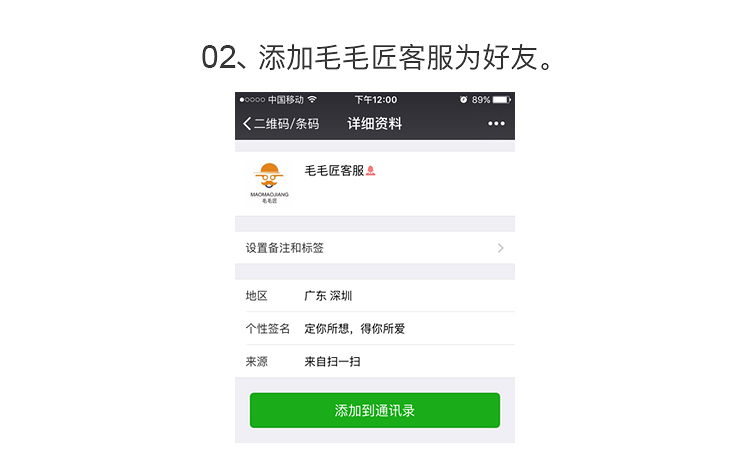 02、添加毛毛匠客服为好友。
中国移动 下午12:00 89%
二维码/条码 详细资料
毛毛匠客服
MAOMAOJIANG
毛毛匠
设置备注和标签
地区 广东 深圳
个性签名 定你所想，得你所爱
来源 来自扫一扫
添加到通讯录